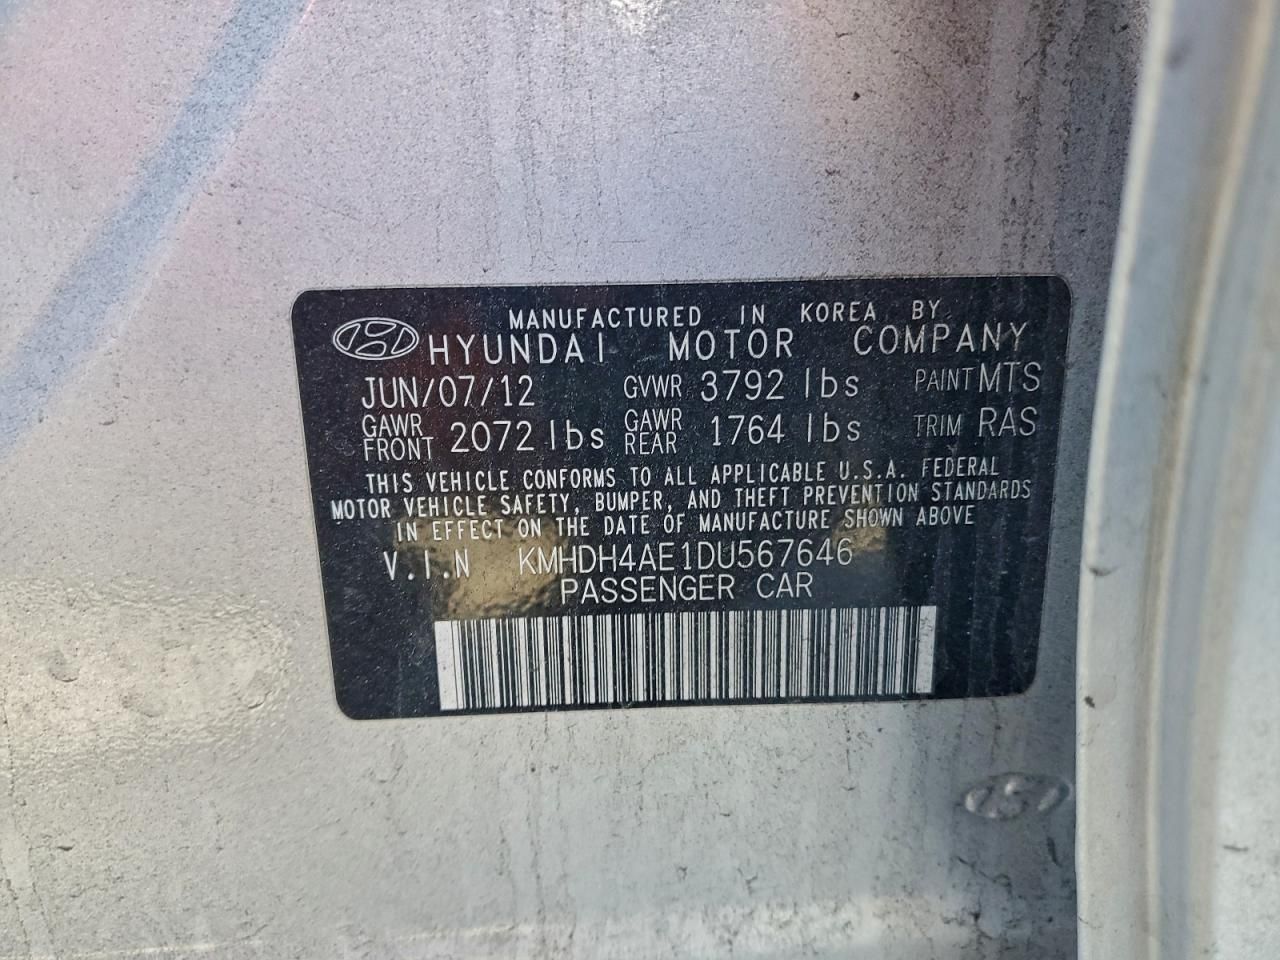 MANUFACTURED IN KOREA BY
HYUNDAI MOTOR COMPANY
JUN/07/12 GVWR 3792 lbs PAINT MTS
GAWR FRONT 2072 lbs GAWR REAR 1764 lbs TRIM RAS
THIS VEHICLE CONFORMS TO ALL APPLICABLE U.S.A. FEDERAL
MOTOR VEHICLE SAFETY, BUMPER, AND THEFT PREVENTION STANDARDS
IN EFFECT ON THE DATE OF MANUFACTURE SHOWN ABOVE
V.I.N KMHDH4AE1DU567646
PASSENGER CAR